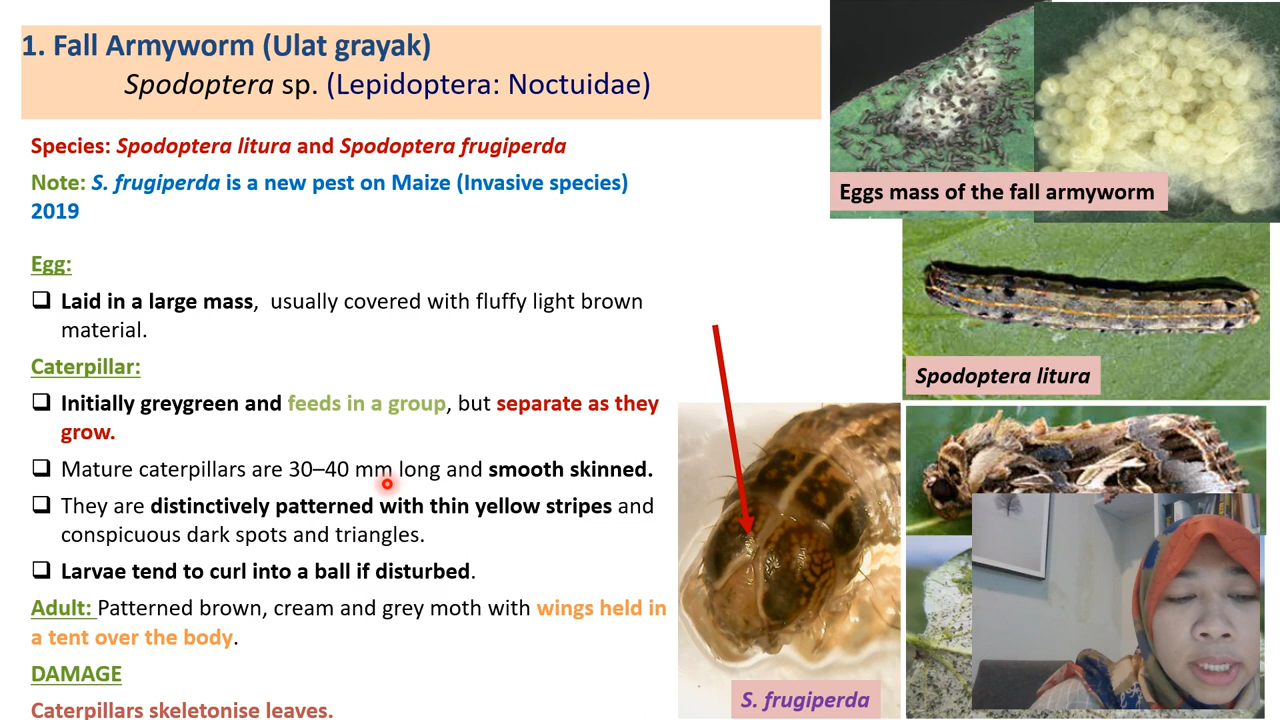 1. Fall Armyworm (Ulat grayak)
Spodoptera sp. (Lepidoptera: Noctuidae)
Species: Spodoptera litura and Spodoptera frugiperda
Note: S. frugiperda is a new pest on Maize (Invasive species)
2019
Egg:
❑ Laid in a large mass, usually covered with fluffy light brown
material.
Caterpillar:
❑ Initially greygreen and feeds in a group, but separate as they
grow.
❑ Mature caterpillars are 30–40 mm long and smooth skinned.
❑ They are distinctively patterned with thin yellow stripes and
conspicuous dark spots and triangles.
❑ Larvae tend to curl into a ball if disturbed.
Adult: Patterned brown, cream and grey moth with wings held in
a tent over the body.
DAMAGE
Caterpillars skeletonise leaves.
Eggs mass of the fall armyworm
Spodoptera litura
S. frugiperda